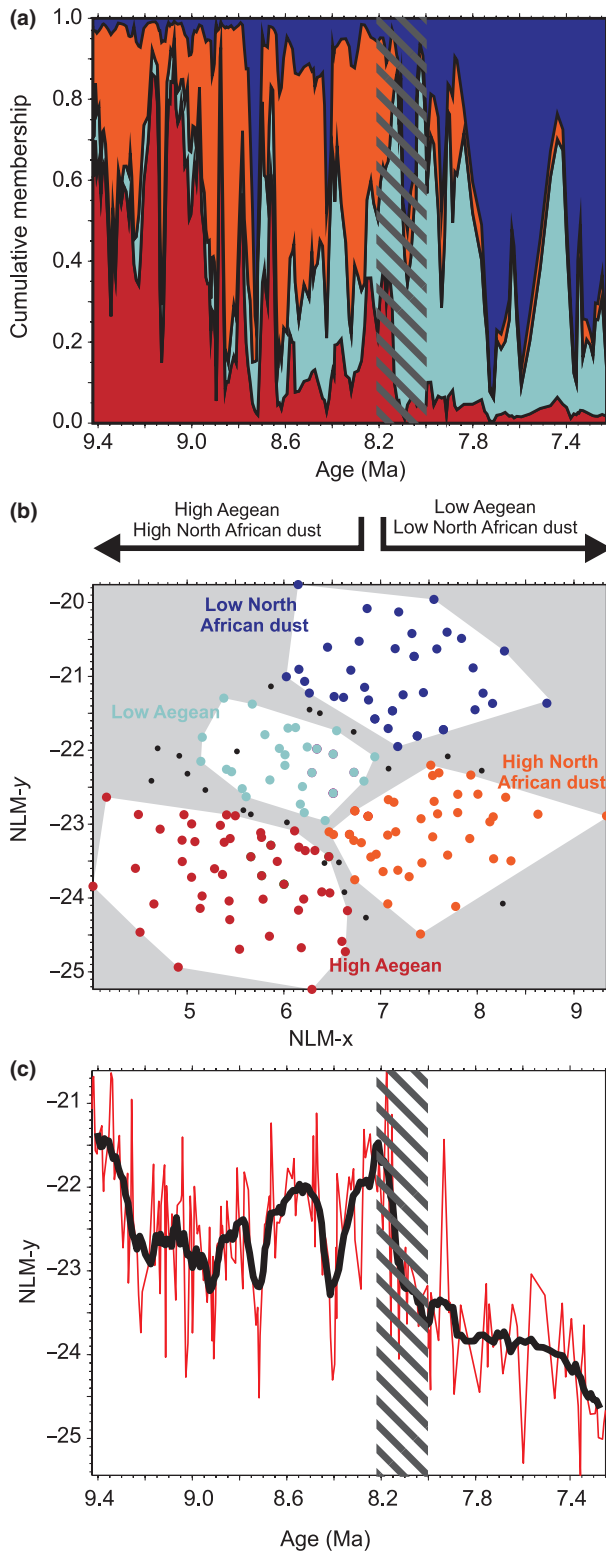 (a)
1.0
0.8
0.6
0.4
0.2
0.0
Cumulative membership
9.4 9.0 8.6 8.2 7.8 7.4
Age (Ma)
(b)
High Aegean
High North African dust
Low Aegean
Low North African dust
−20
−21
−22
−23
−24
−25
NLM-y
Low North
African dust
Low Aegean
High North
African dust
High Aegean
5 6 7 8 9
NLM-x
(c)
−21
−22
−23
−24
−25
NLM-y
9.4 9.0 8.6 8.2 7.8 7.4
Age (Ma)